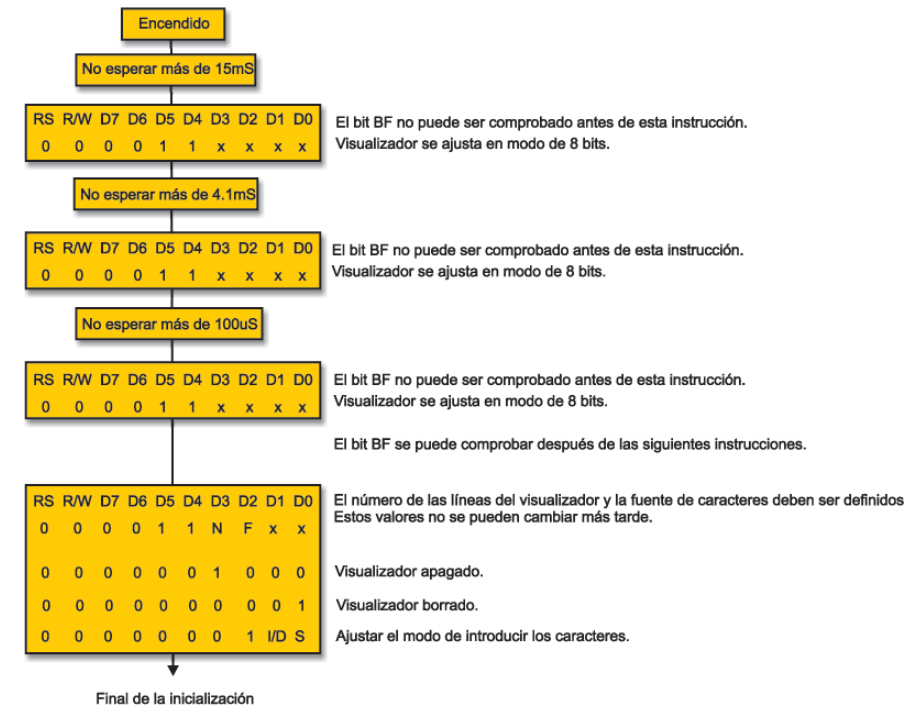 Encendido
No esperar más de 15mS
RS R/W D7 D6 D5 D4 D3 D2 D1 D0
0 0 0 0 1 1 x x x x
El bit BF no puede ser comprobado antes de esta instrucción.
Visualizador se ajusta en modo de 8 bits.
No esperar más de 4.1mS
RS R/W D7 D6 D5 D4 D3 D2 D1 D0
0 0 0 0 1 1 x x x x
El bit BF no puede ser comprobado antes de esta instrucción.
Visualizador se ajusta en modo de 8 bits.
No esperar más de 100uS
RS R/W D7 D6 D5 D4 D3 D2 D1 D0
0 0 0 0 1 1 x x x x
El bit BF no puede ser comprobado antes de esta instrucción.
Visualizador se ajusta en modo de 8 bits.
El bit BF se puede comprobar después de las siguientes instrucciones.
RS R/W D7 D6 D5 D4 D3 D2 D1 D0
0 0 0 0 1 1 N F x x
El número de las líneas del visualizador y la fuente de caracteres deben ser definidos
Estos valores no se pueden cambiar más tarde.
0 0 0 0 0 0 1 0 0 0
Visualizador apagado.
0 0 0 0 0 0 0 0 0 1
Visualizador borrado.
0 0 0 0 0 0 0 1 I/D S
Ajustar el modo de introducir los caracteres.
Final de la inicialización